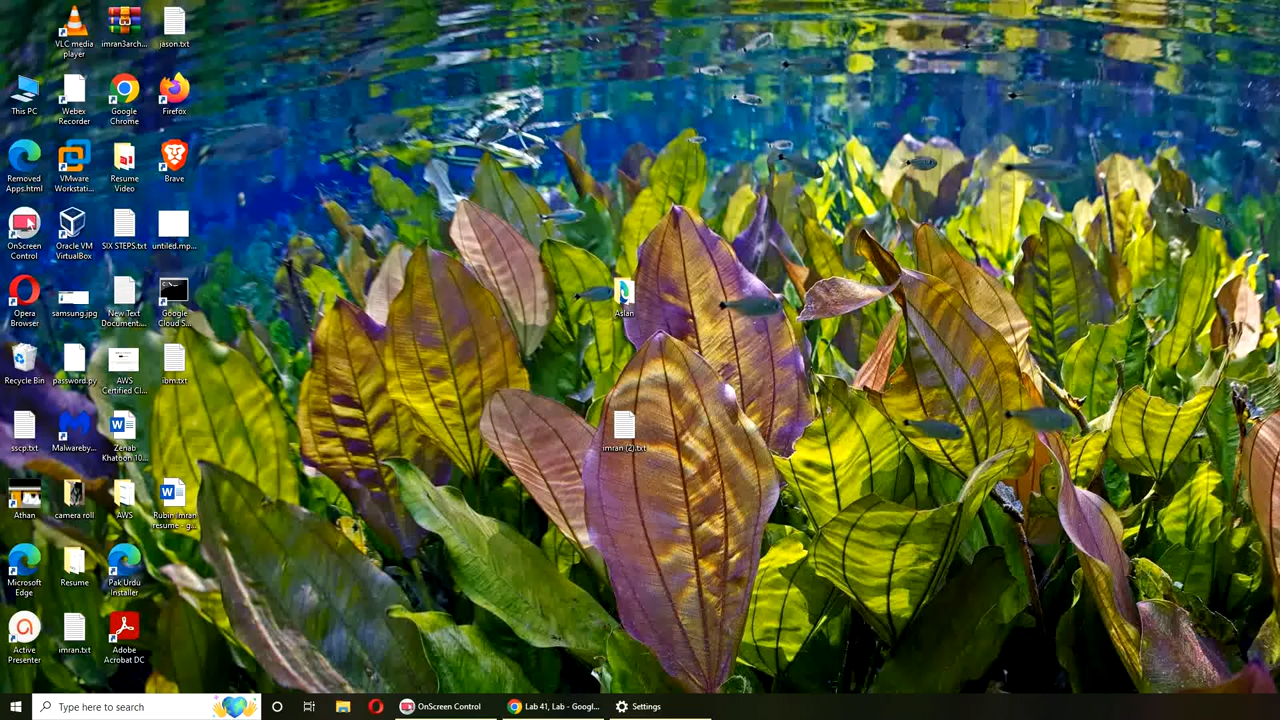 VLC media
player
imran3arch...
jason.txt
This PC
Webex
Recorder
Google
Chrome
Firefox
Removed
Apps.html
VMware
Workstati...
Resume
Video
Brave
OnScreen
Control
Oracle VM
VirtualBox
SIX STEPS.txt
untiled.mp...
Opera
Browser
samsung.jpg
New Text
Document....
Google
Cloud S...
Aslan
Recycle Bin
password.py
AWS
Certified Cl...
ibm.txt
sscp.txt
Malwareby...
Zenab
Khatoon 10...
imran (2).txt
Athan
camera roll
AWS
Rubin imran
resume - g...
Microsoft
Edge
Resume
Pak Urdu
Installer
Active
Presenter
imran.txt
Adobe
Acrobat DC
Type here to search
OnScreen Control
Lab 41, Lab - Googl...
Settings